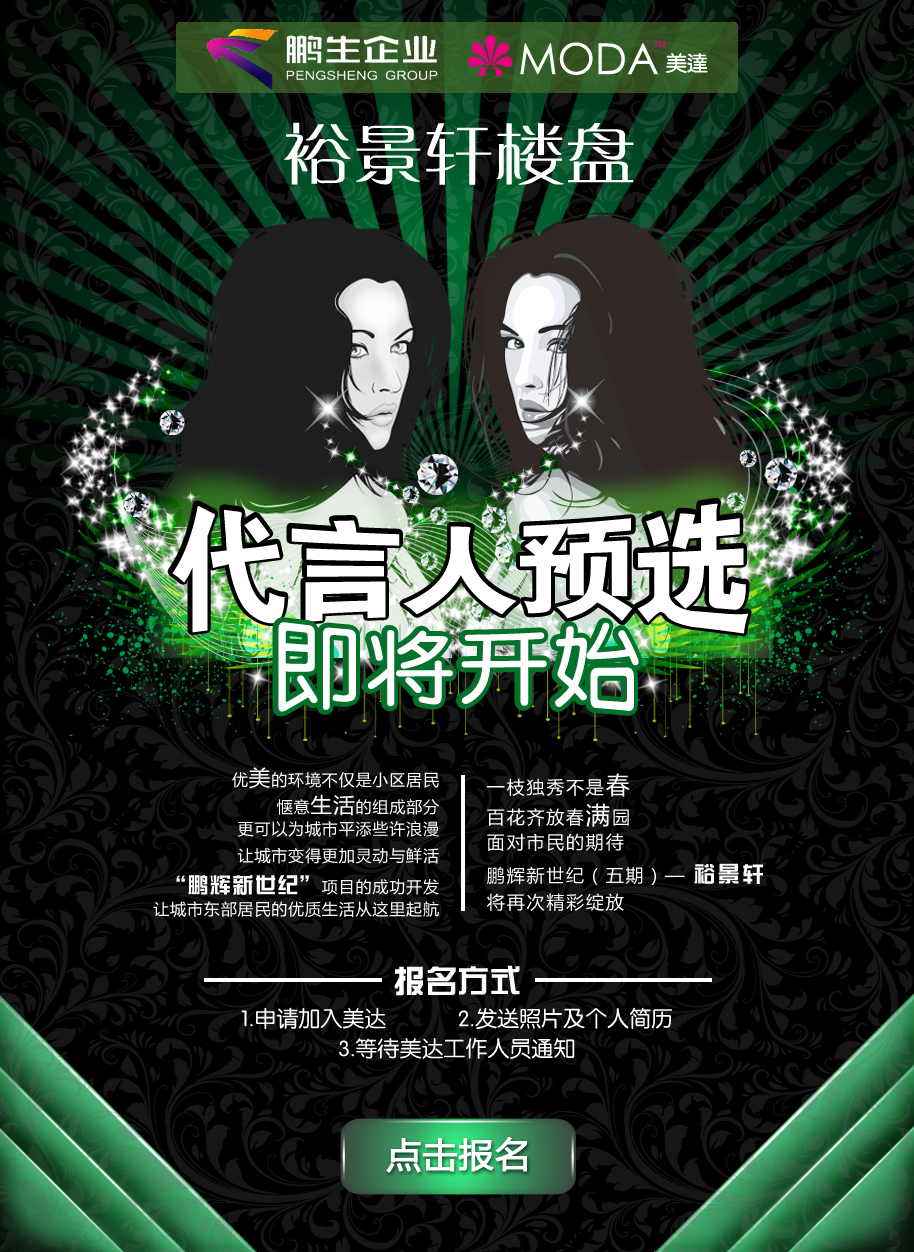 鹏生企业
PENGSHENG GROUP
MODA™美達
裕景轩楼盘
代言人预选
即将开始
优美的环境不仅是小区居民
惬意生活的组成部分
更可以为城市平添些许浪漫
让城市变得更加灵动与鲜活
“鹏辉新世纪”项目的成功开发
让城市东部居民的优质生活从这里起航
一枝独秀不是春
百花齐放春满园
面对市民的期待
鹏辉新世纪（五期）— 裕景轩
将再次精彩绽放
报名方式
1.申请加入美达 2.发送照片及个人简历
3.等待美达工作人员通知
点击报名